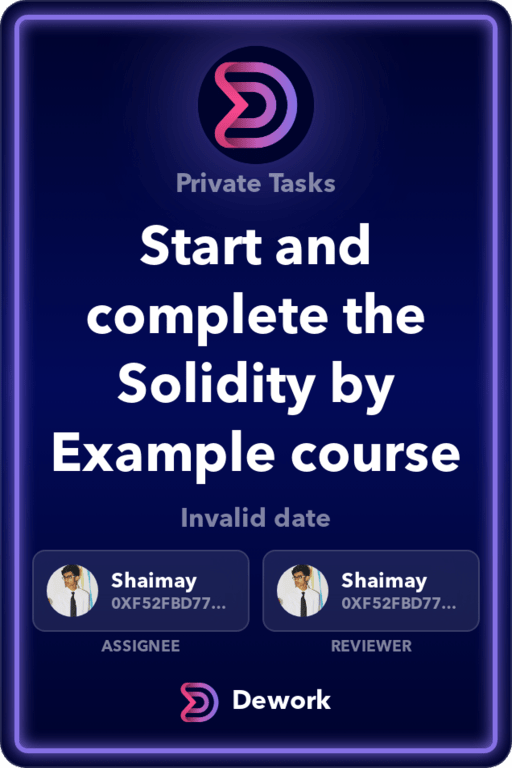 Private Tasks
Start and
complete the
Solidity by
Example course
Invalid date
Shaimay
0XF52FBD77...
ASSIGNEE
Shaimay
0XF52FBD77...
REVIEWER
Dework